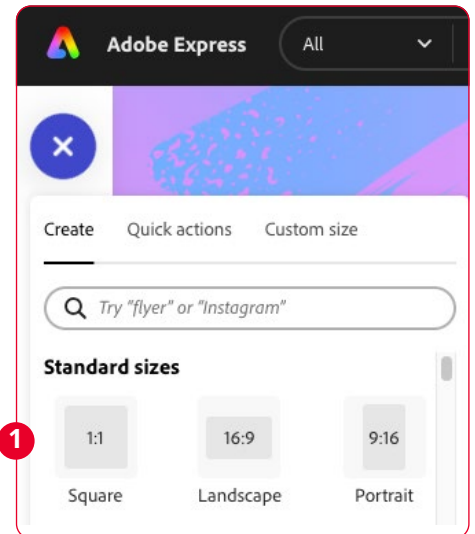 Adobe Express All
Create Quick actions Custom size
Try "flyer" or "Instagram"
Standard sizes
1
1:1 16:9 9:16
Square Landscape Portrait